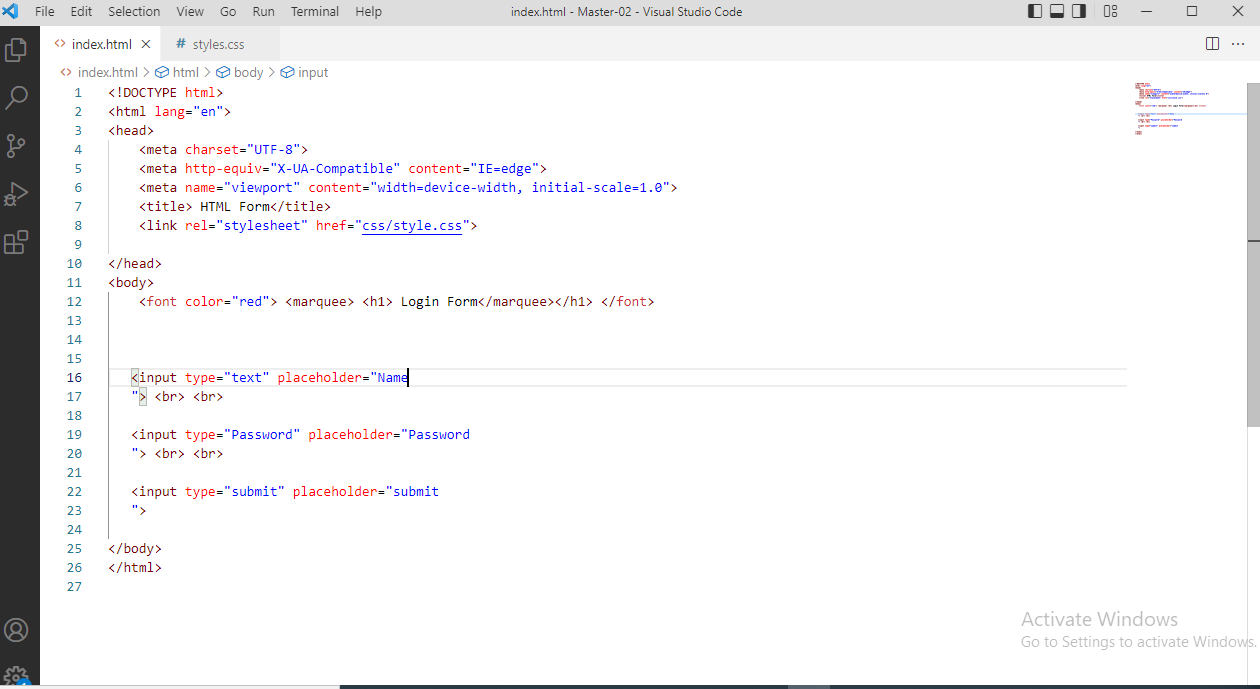 File Edit Selection View Go Run Terminal Help index.html - Master-02 - Visual Studio Code
<> index.html × # styles.css
<> index.html > html > body > input
1 <!DOCTYPE html>
2 <html lang="en">
3 <head>
4 <meta charset="UTF-8">
5 <meta http-equiv="X-UA-Compatible" content="IE=edge">
6 <meta name="viewport" content="width=device-width, initial-scale=1.0">
7 <title> HTML Form</title>
8 <link rel="stylesheet" href="css/style.css">
9
10 </head>
11 <body>
12 <font color="red"> <marquee> <h1> Login Form</marquee></h1> </font>
13
14
15
16 <input type="text" placeholder="Name
17 "> <br> <br>
18
19 <input type="Password" placeholder="Password
20 "> <br> <br>
21
22 <input type="submit" placeholder="submit
23 ">
24
25 </body>
26 </html>
27
Activate Windows
Go to Settings to activate Windows.